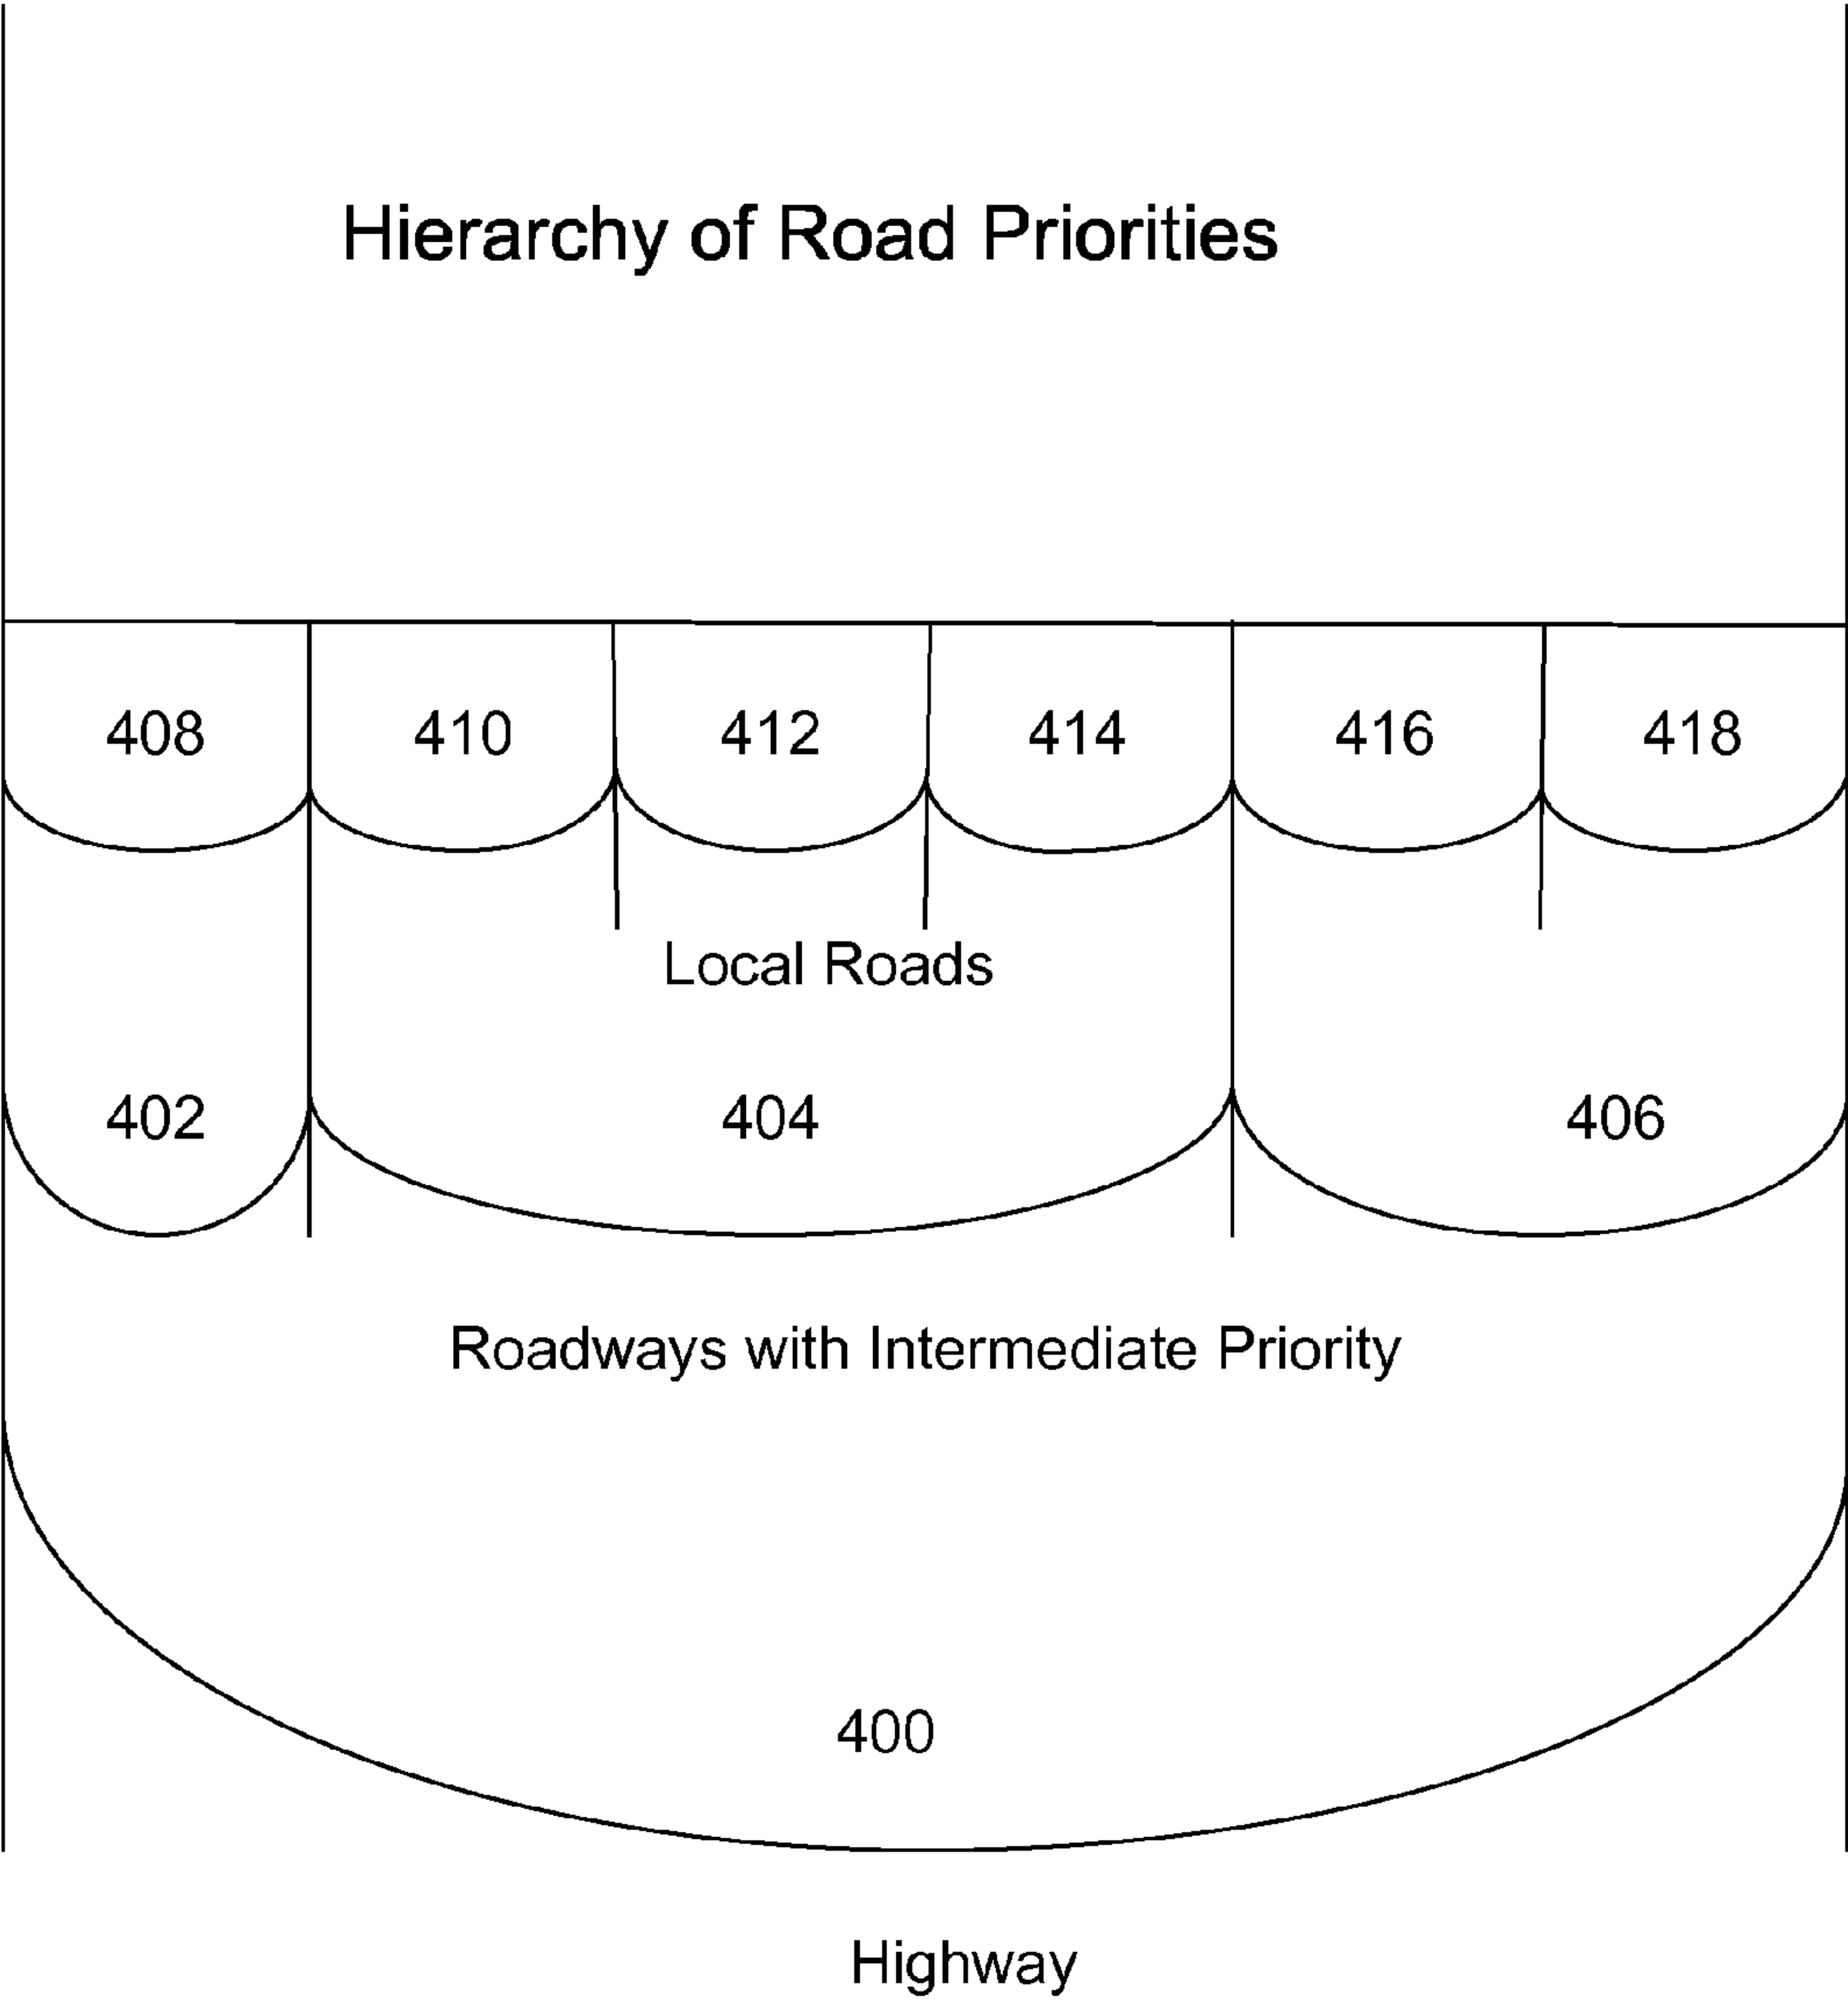 Hierarchy of Road Priorities
408 410 412 414 416 418
Local Roads
402 404 406
Roadways with Intermediate Priority
400
Highway